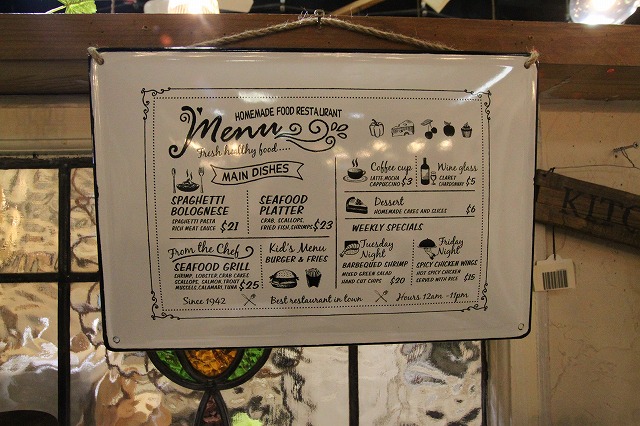 HOMEMADE FOOD RESTAURANT
Menu
Fresh healthy food....
MAIN DISHES
SPAGHETTI
BOLOGNESE
SPAGHETTI PASTA
RICH MEAT SAUCE $21
SEAFOOD
PLATTER
CRAB, SCALLOPS,
FRIED FISH, SHRIMPS $23
From the Chef
SEAFOOD GRILL
SHRIMP, LOBSTER, CRAB CAKES
SCALLOPS, SALMON, TROUT
MUSSELS, CALAMARI, TUNA $25
Kid's Menu
BURGER & FRIES
Coffee cup
LATTE, MOCHA
CAPPUCCINO $3
Wine glass
CLARET
CHARDONNAY $5
Dessert
HOMEMADE CAKES AND SLICES $6
WEEKLY SPECIALS
Tuesday
Night
BARBEQUED SHRIMP
MIXED GREEN SALAD
HAND CUT CHIPS $20
Friday
Night
SPICY CHICKEN WINGS
HOT SPICY CHICKEN
SERVED WITH RICE $15
Since 1942
Best restaurant in town
Hours 12am - 11pm